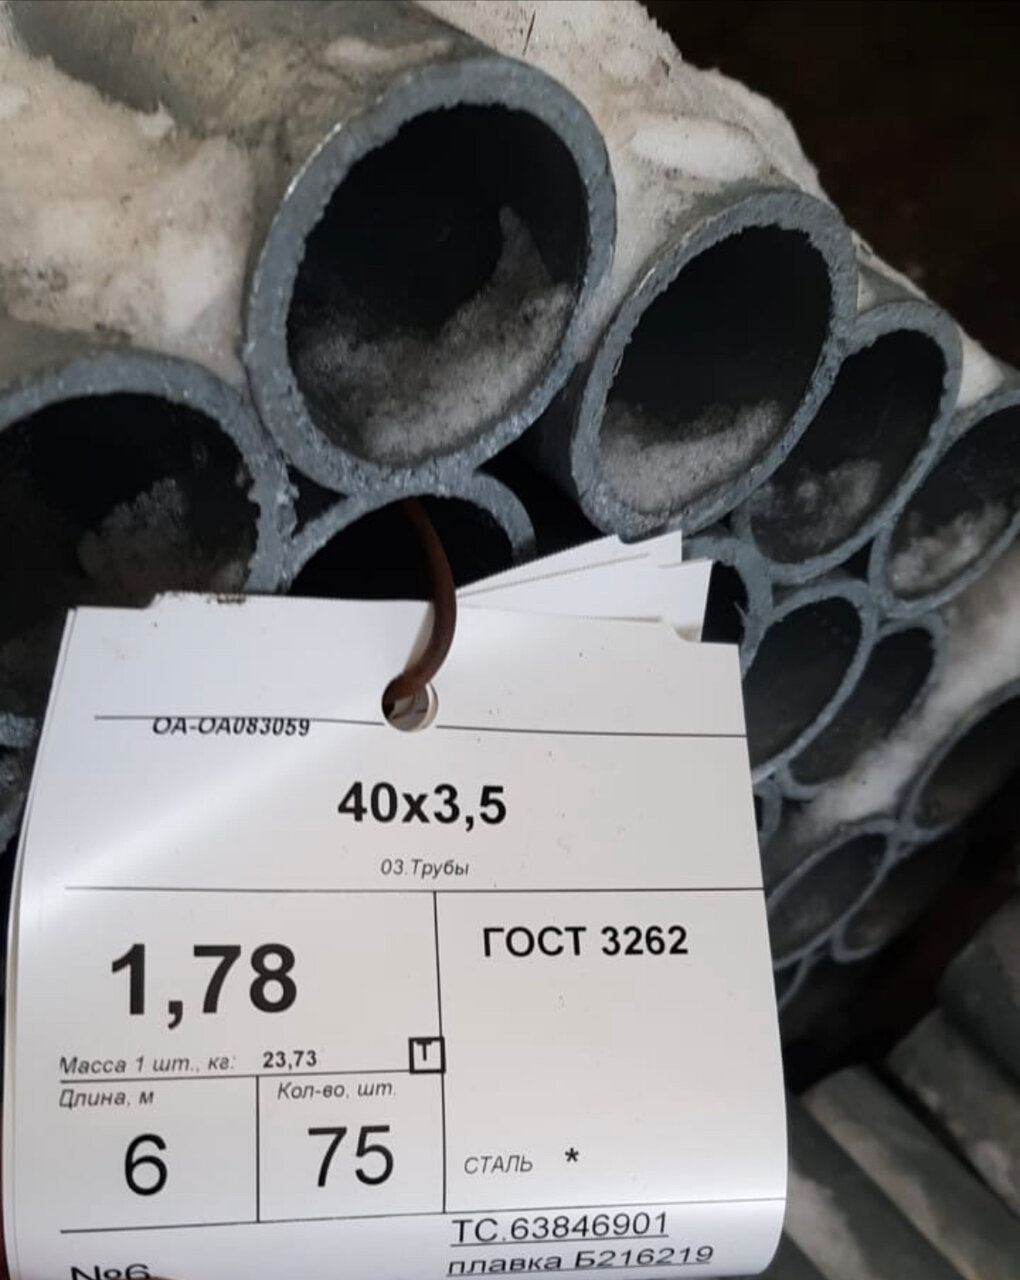 ОА-ОА083059
40х3,5
03.Трубы
1,78
ГОСТ 3262
Масса 1 шт., кг: 23,73
Т
Длина, м
Кол-во, шт.
6
75
СТАЛЬ *
ТС.63846901
плавка Б216219
№6